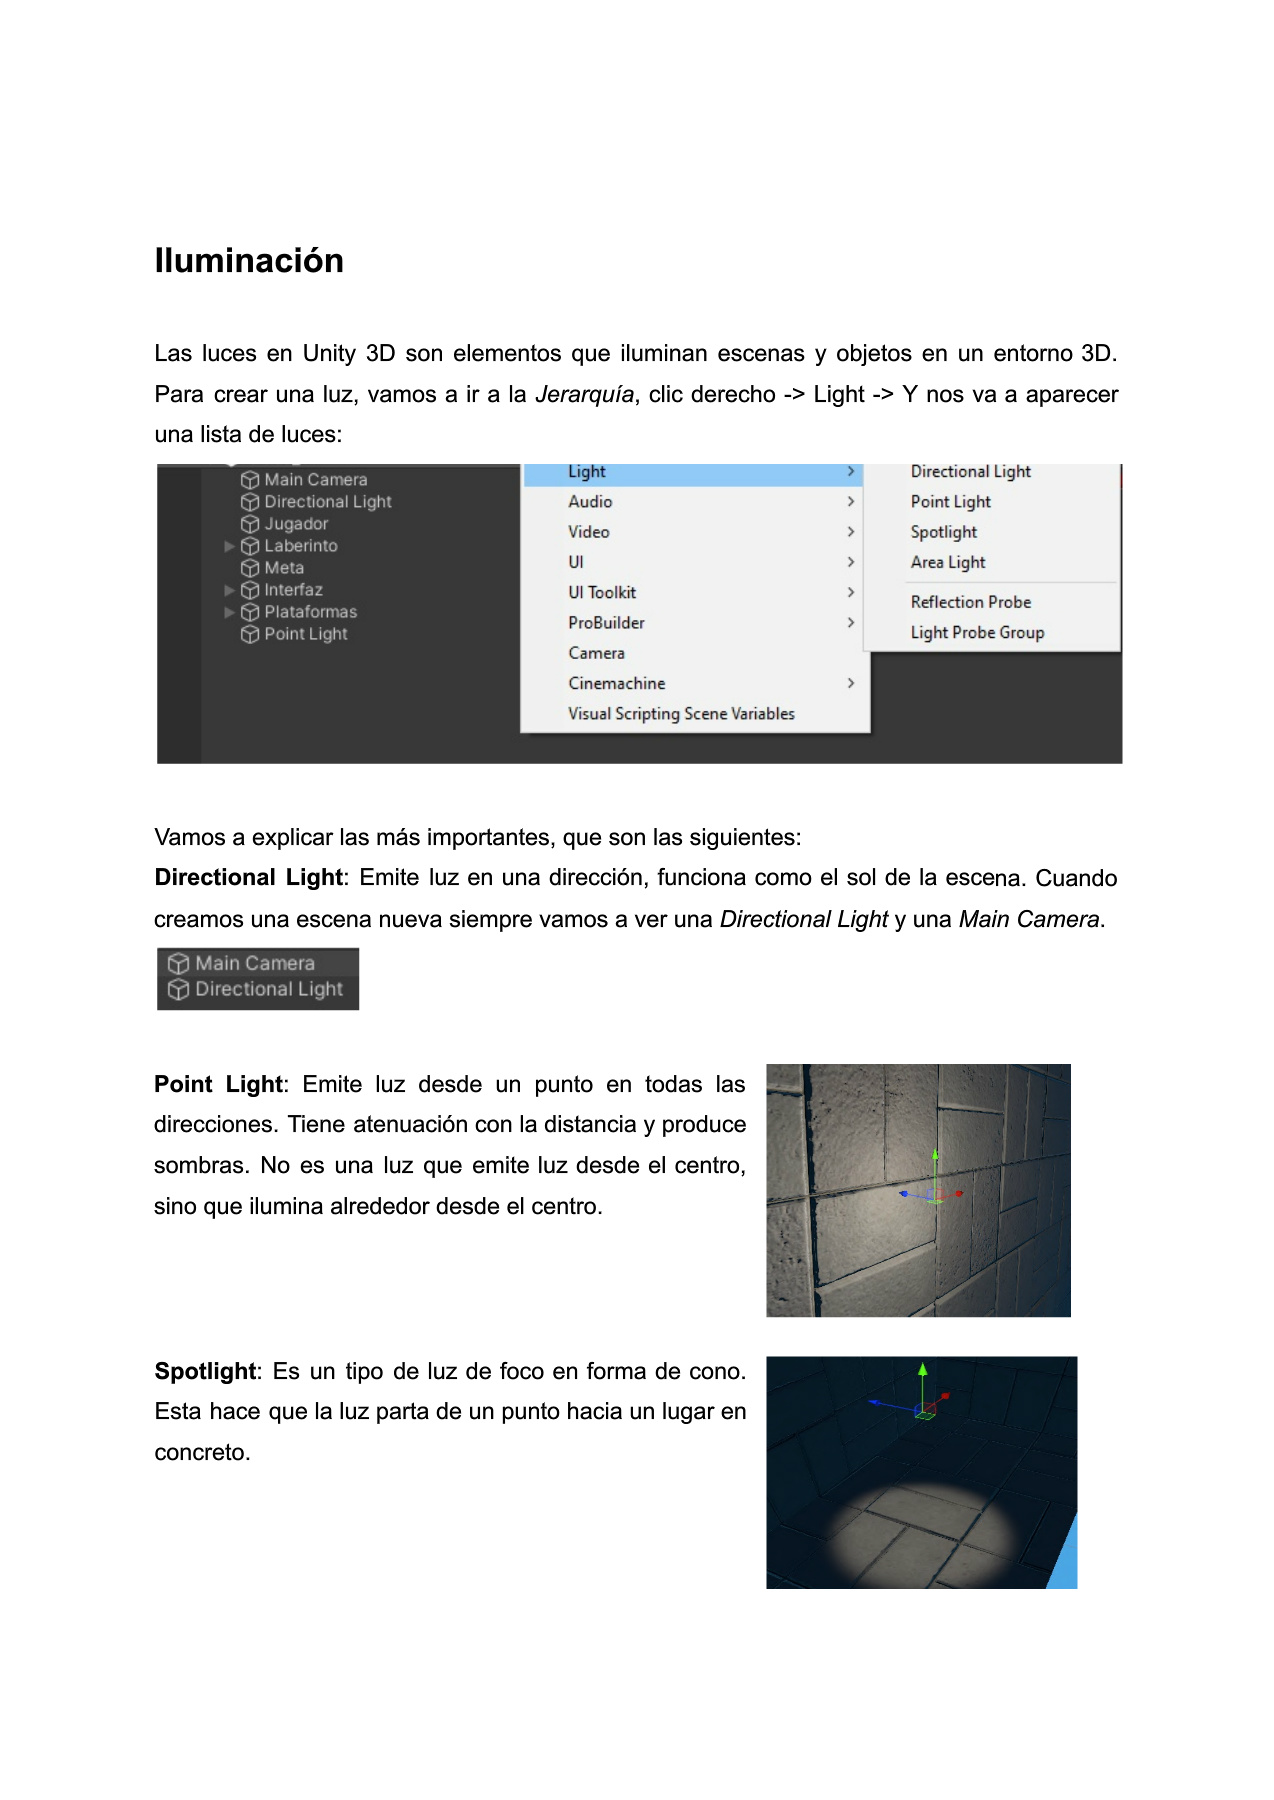 Iluminación
Las luces en Unity 3D son elementos que iluminan escenas y objetos en un entorno 3D.
Para crear una luz, vamos a ir a la Jerarquía, clic derecho -> Light -> Y nos va a aparecer
una lista de luces:
Main Camera
Directional Light
Jugador
Laberinto
Meta
Interfaz
Plataformas
Point Light
Light
Audio
Video
UI
UI Toolkit
ProBuilder
Camera
Cinemachine
Visual Scripting Scene Variables
Directional Light
Point Light
Spotlight
Area Light
Reflection Probe
Light Probe Group
Vamos a explicar las más importantes, que son las siguientes:
Directional Light: Emite luz en una dirección, funciona como el sol de la escena. Cuando
creamos una escena nueva siempre vamos a ver una Directional Light y una Main Camera.
Main Camera
Directional Light
Point Light: Emite luz desde un punto en todas las
direcciones. Tiene atenuación con la distancia y produce
sombras. No es una luz que emite luz desde el centro,
sino que ilumina alrededor desde el centro.
Spotlight: Es un tipo de luz de foco en forma de cono.
Esta hace que la luz parta de un punto hacia un lugar en
concreto.